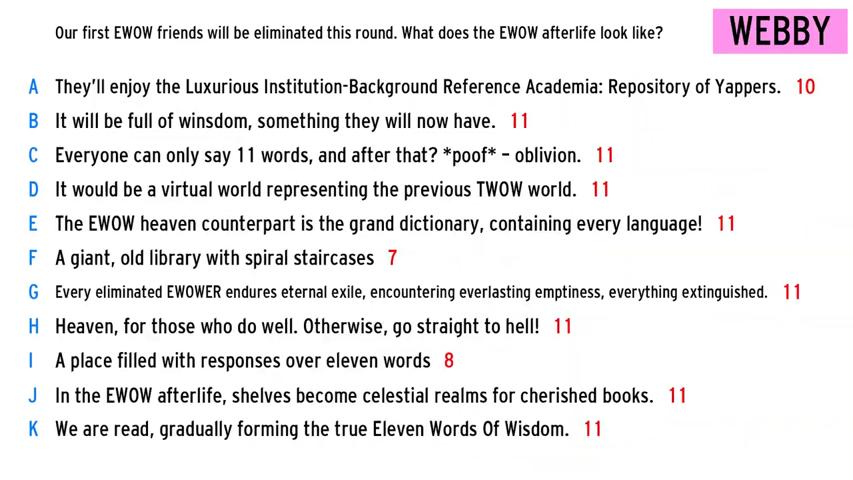 Our first EWOW friends will be eliminated this round. What does the EWOW afterlife look like?
WEBBY
A They'll enjoy the Luxurious Institution-Background Reference Academia: Repository of Yappers. 10
B It will be full of winsdom, something they will now have. 11
C Everyone can only say 11 words, and after that? *poof* – oblivion. 11
D It would be a virtual world representing the previous TWOW world. 11
E The EWOW heaven counterpart is the grand dictionary, containing every language! 11
F A giant, old library with spiral staircases 7
G Every eliminated EWOWER endures eternal exile, encountering everlasting emptiness, everything extinguished. 11
H Heaven, for those who do well. Otherwise, go straight to hell! 11
I A place filled with responses over eleven words 8
J In the EWOW afterlife, shelves become celestial realms for cherished books. 11
K We are read, gradually forming the true Eleven Words Of Wisdom. 11